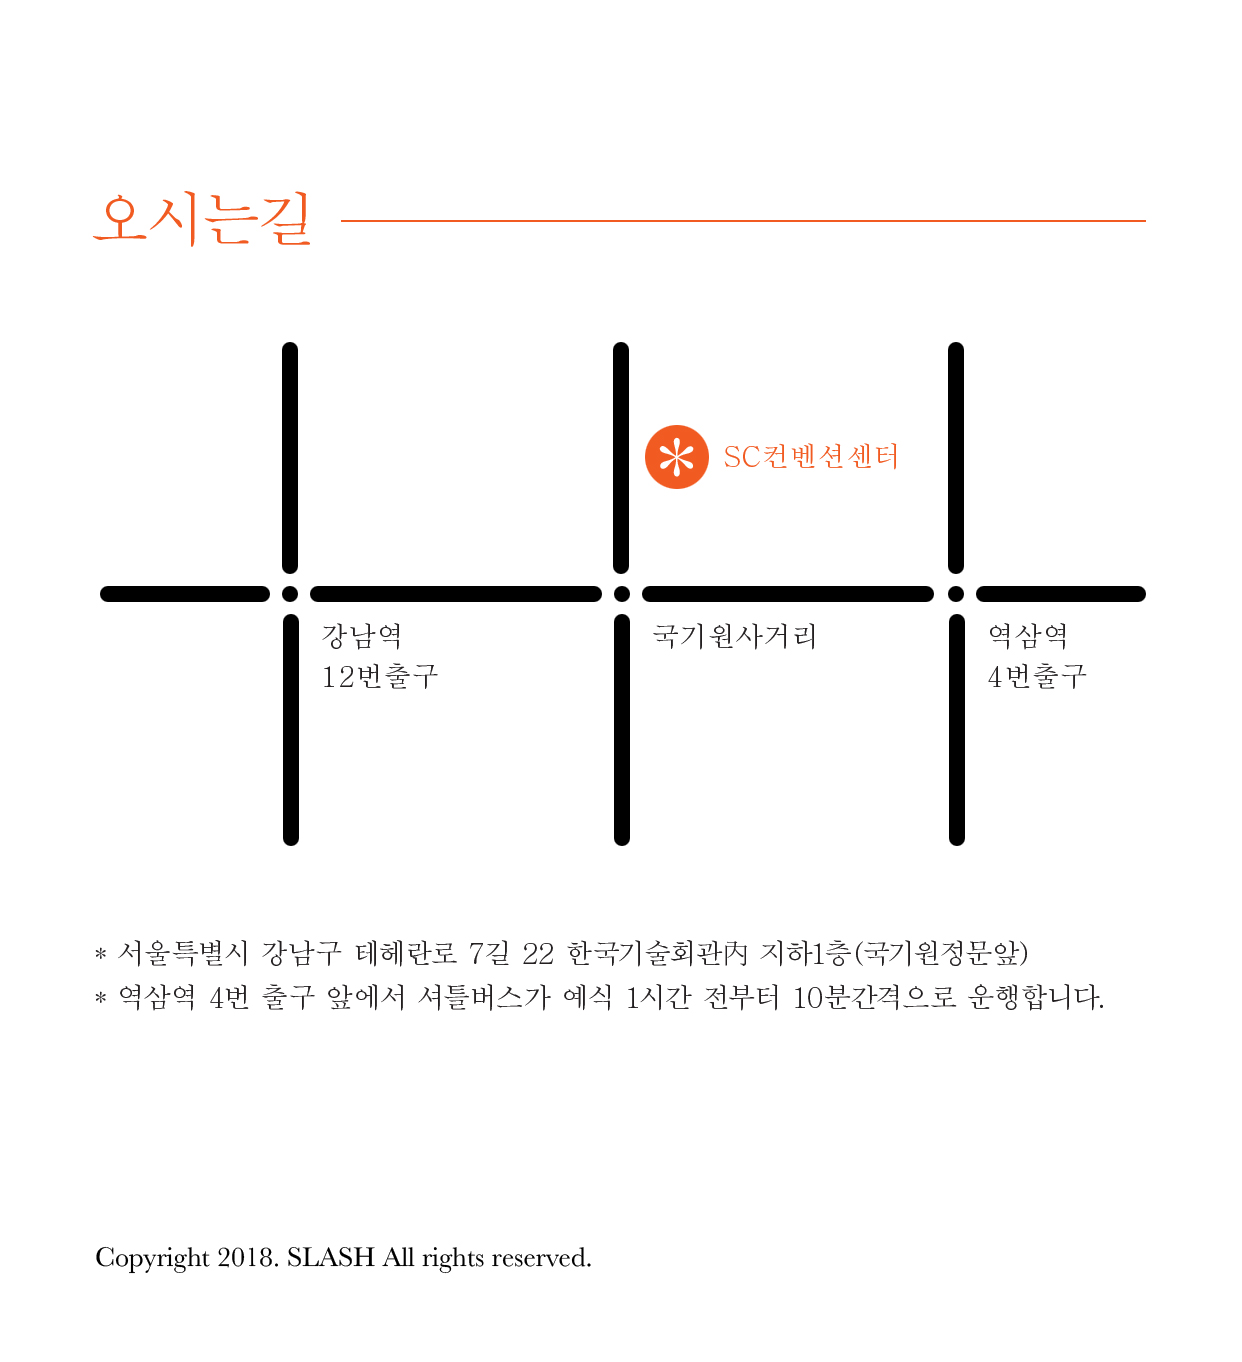 오시는길
SC컨벤션센터
강남역
12번출구
국기원사거리
역삼역
4번출구
* 서울특별시 강남구 테헤란로 7길 22 한국기술회관內 지하1층(국기원정문앞)
* 역삼역 4번 출구 앞에서 셔틀버스가 예식 1시간 전부터 10분간격으로 운행합니다.
Copyright 2018. SLASH All rights reserved.